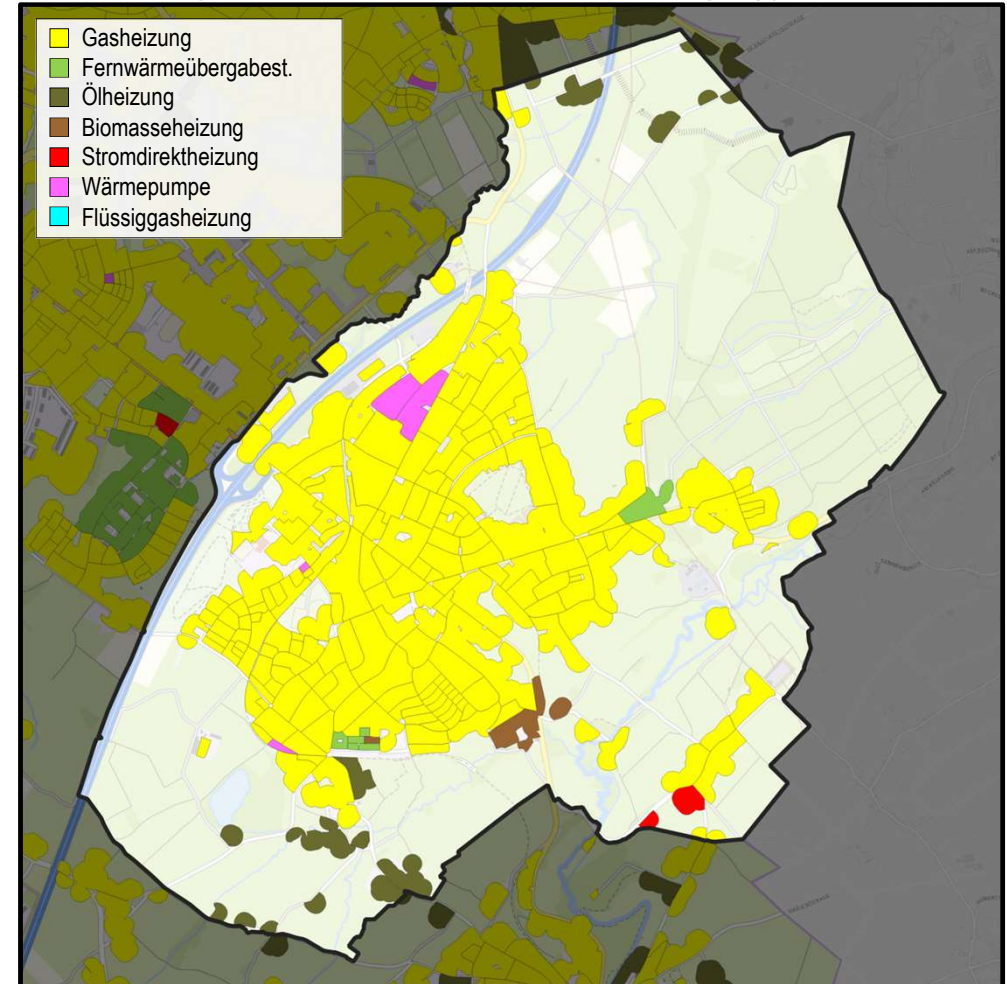 Gasheizung
Fernwärmeübergabest.
Ölheizung
Biomasseheizung
Stromdirektheizung
Wärmepumpe
Flüssiggasheizung